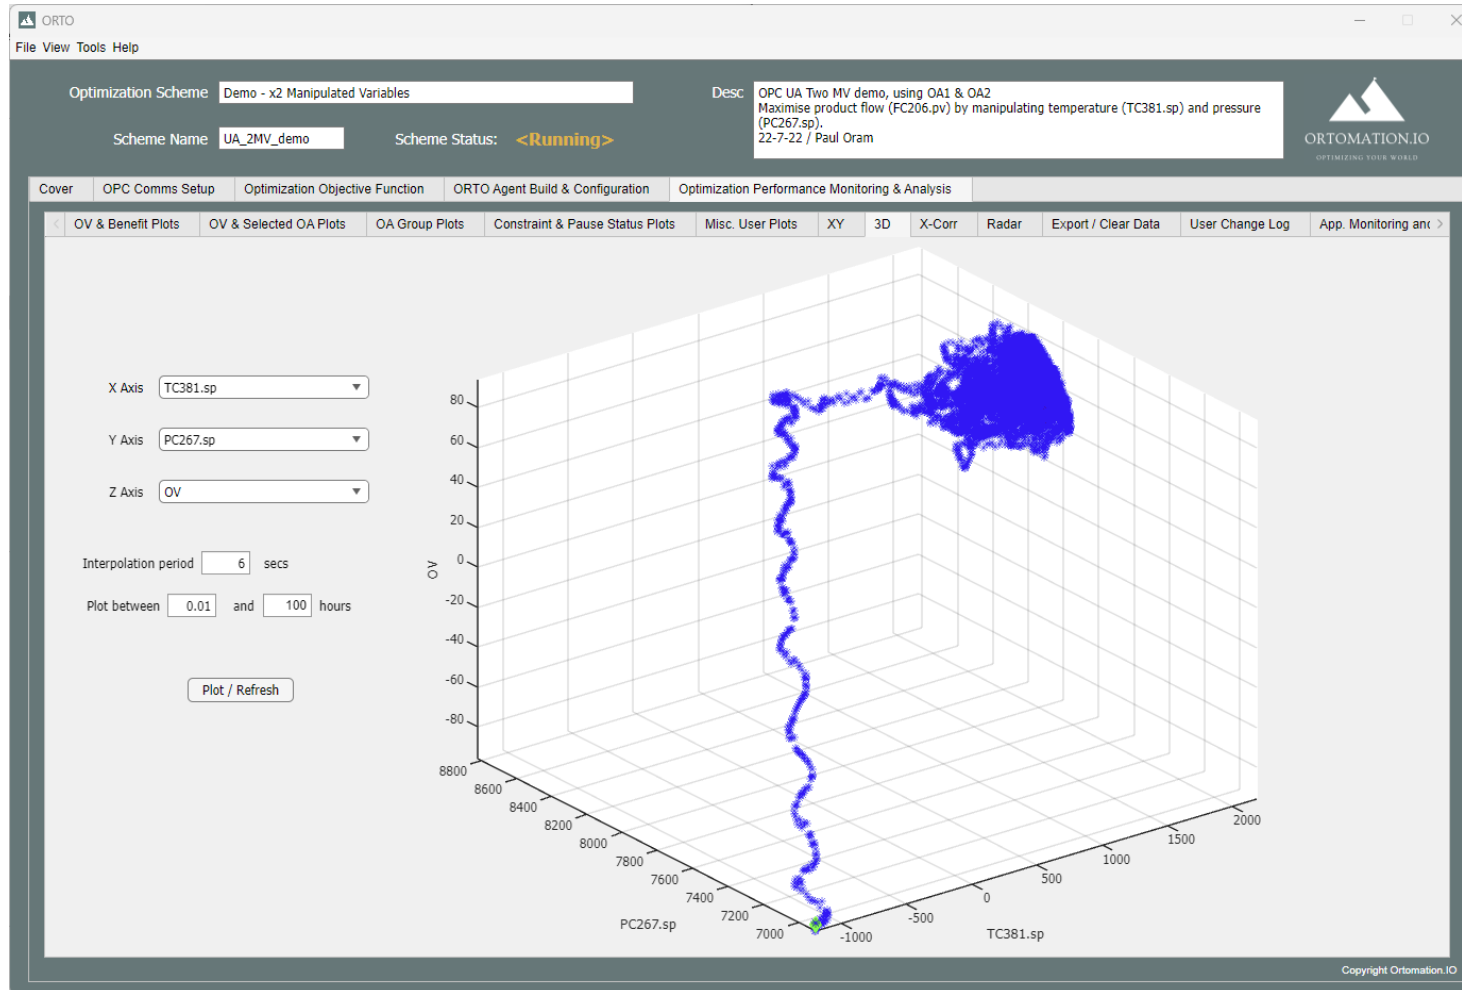 ORTO
File View Tools Help
Optimization Scheme Demo - x2 Manipulated Variables
Desc OPC UA Two MV demo, using OA1 & OA2
Maximise product flow (FC206.pv) by manipulating temperature (TC381.sp) and pressure
(PC267.sp).
22-7-22 / Paul Oram
Scheme Name UA_2MV_demo Scheme Status: <Running>
ORTOMATION.IO
OPTIMIZING YOUR WORLD
Cover OPC Comms Setup Optimization Objective Function ORTO Agent Build & Configuration Optimization Performance Monitoring & Analysis
OV & Benefit Plots OV & Selected OA Plots OA Group Plots Constraint & Pause Status Plots Misc. User Plots XY 3D X-Corr Radar Export / Clear Data User Change Log App. Monitoring and
X Axis TC381.sp
Y Axis PC267.sp
Z Axis OV
Interpolation period 6 secs
Plot between 0.01 and 100 hours
Plot / Refresh
OV
80
60
40
20
0
-20
-40
-60
-80
8800
8600
8400
8200
8000
7800
7600
7400
7200
7000
PC267.sp
-1000
-500
0
500
1000
1500
2000
TC381.sp
Copyright Ortomation.IO